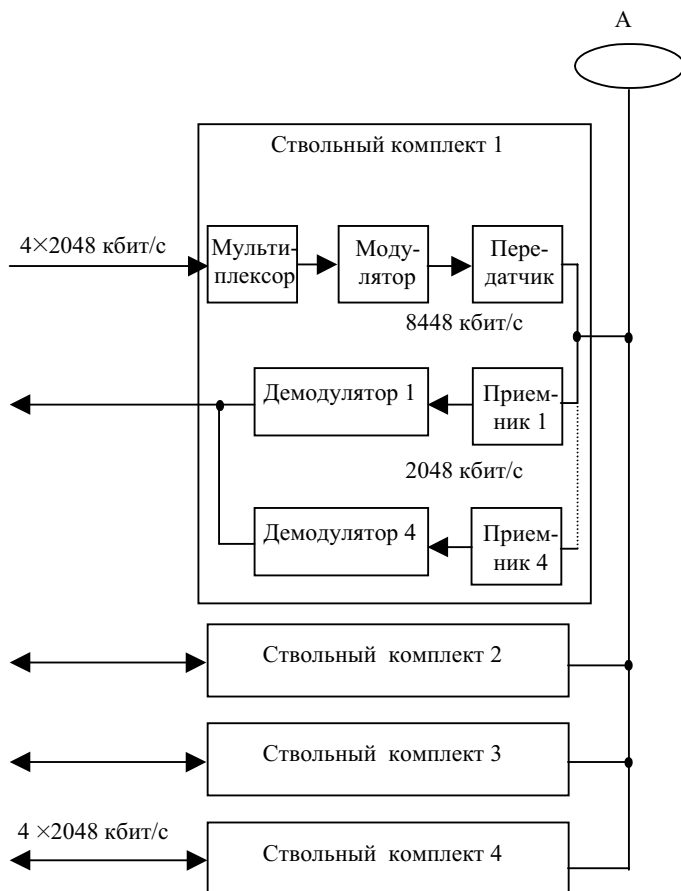 А
Ствольный комплект 1
4×2048 кбит/с
Мульти-
плексор
Моду-
лятор
Пере-
датчик
8448 кбит/с
Демодулятор 1
Прием-
ник 1
2048 кбит/с
Демодулятор 4
Прием-
ник 4
Ствольный комплект 2
Ствольный комплект 3
4 ×2048 кбит/с
Ствольный комплект 4